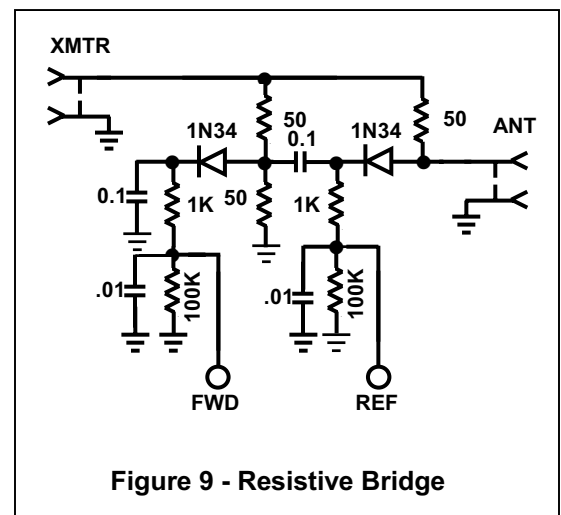 XMTR
50
0.1
1N34
1N34
50
ANT
0.1
1K
50
1K
.01
100K
.01
100K
FWD
REF
Figure 9 - Resistive Bridge